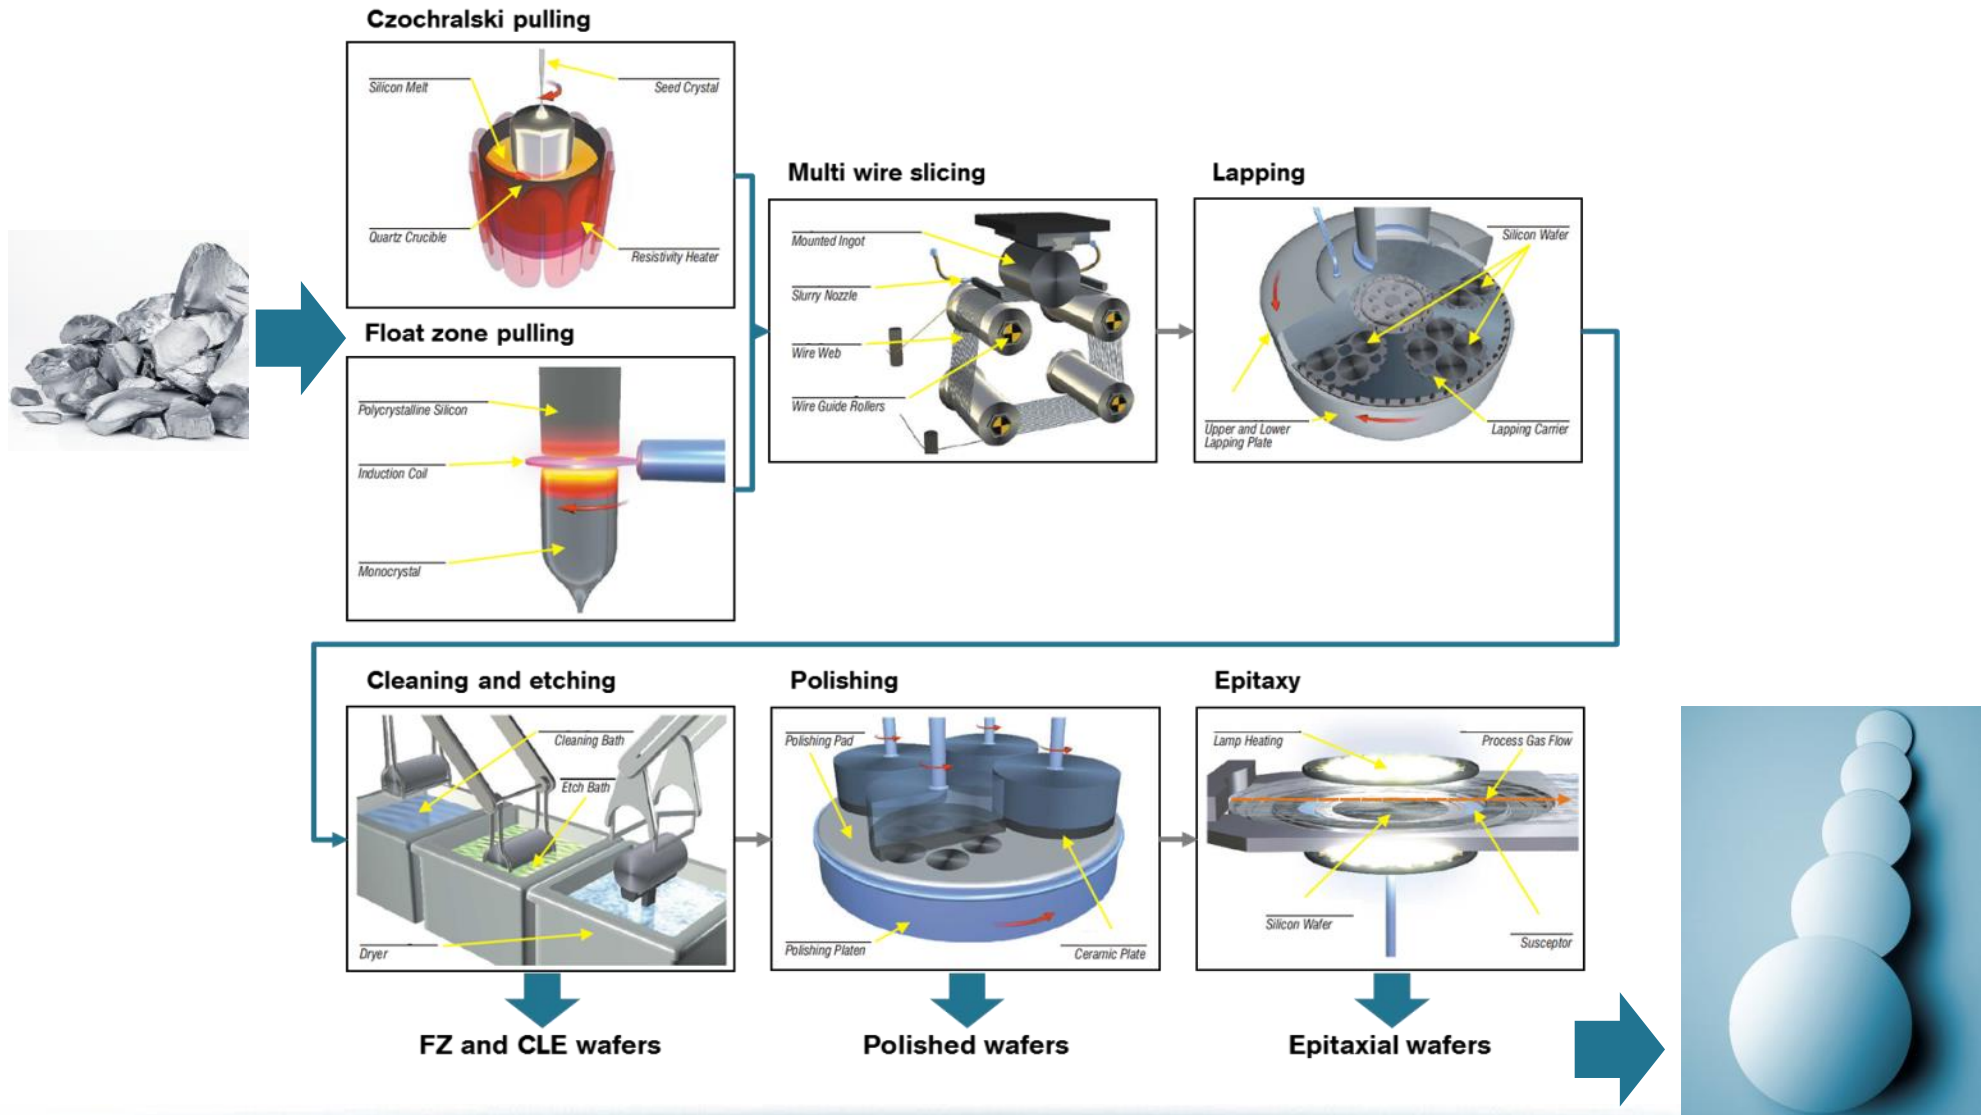 Czochralski pulling
Silicon Melt
Seed Crystal
Quartz Crucible
Resistivity Heater
Float zone pulling
Polycrystalline Silicon
Induction Coil
Monocrystal
Multi wire slicing
Mounted Ingot
Slurry Nozzle
Wire Web
Wire Guide Rollers
Lapping
Silicon Wafer
Upper and Lower
Lapping Plate
Lapping Carrier
Cleaning and etching
Cleaning Bath
Etch Bath
Dryer
FZ and CLE wafers
Polishing
Polishing Pad
Polishing Platen
Ceramic Plate
Polished wafers
Epitaxy
Lamp Heating
Process Gas Flow
Silicon Wafer
Susceptor
Epitaxial wafers